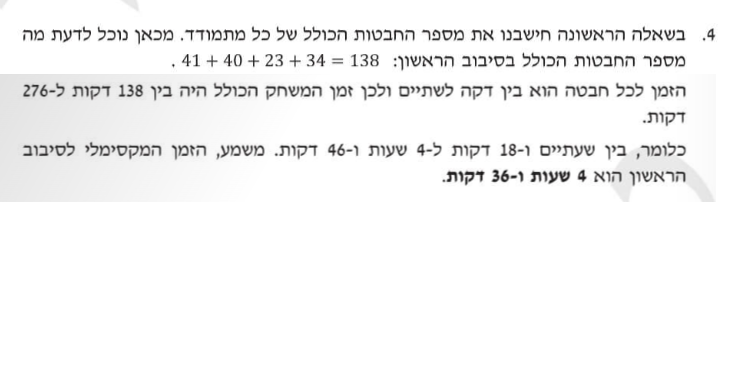 4. בשאלה הראשונה חישבנו את מספר החבטות הכולל של כל מתמודד. מכאן נוכל לדעת מה
מספר החבטות הכולל בסיבוב הראשון: 41 + 40 + 23 + 34 = 138 .
הזמן לכל חבטה הוא בין דקה לשתיים ולכן זמן המשחק הכולל היה בין 138 דקות ל-276
דקות.
כלומר, בין שעתיים ו-18 דקות ל-4 שעות ו-46 דקות. משמע, הזמן המקסימלי לסיבוב
הראשון הוא 4 שעות ו-36 דקות.